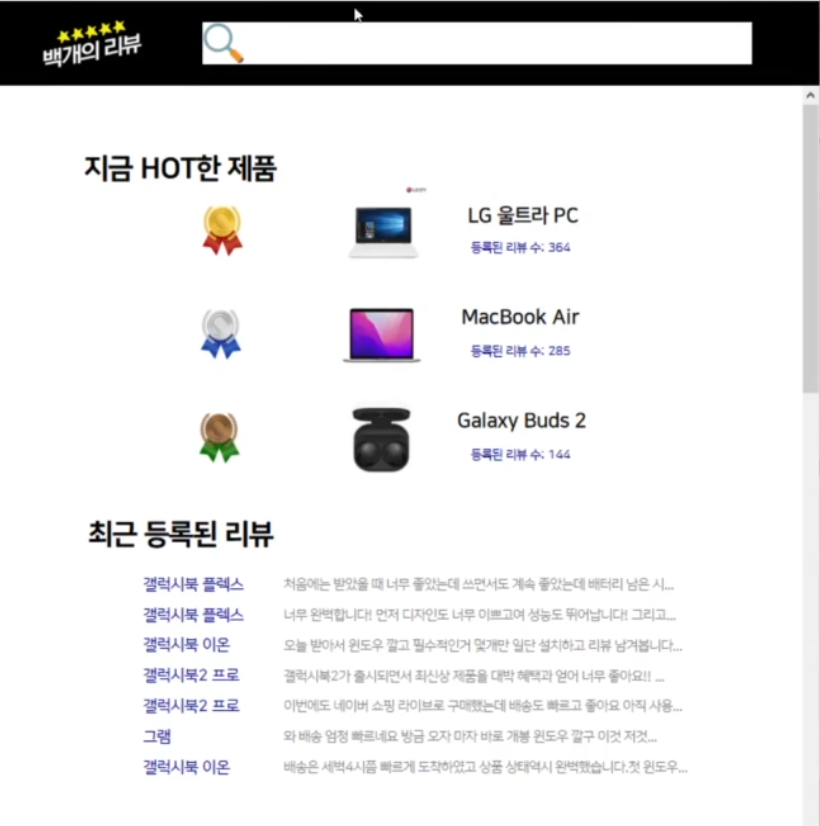 백개의 리뷰
지금 HOT한 제품
LG 울트라 PC
등록된 리뷰 수: 364
MacBook Air
등록된 리뷰 수: 285
Galaxy Buds 2
등록된 리뷰 수: 144
최근 등록된 리뷰
갤럭시북 플렉스 처음에는 받았을 때 너무 좋았는데 쓰면서도 계속 좋았는데 배터리 남은 시...
갤럭시북 플렉스 너무 완벽합니다! 먼저 디자인도 너무 이쁘고여 성능도 뛰어납니다! 그리고...
갤럭시북 이온 오늘 받아서 윈도우 깔고 필수적인거 몇개만 일단 설치하고 리뷰 남겨봅니다...
갤럭시북2 프로 갤럭시북2가 출시되면서 최신상 제품을 대박 혜택과 얻어 너무 좋아요!! ...
갤럭시북2 프로 이번에도 네이버 쇼핑 라이브로 구매했는데 배송도 빠르고 좋아요 아직 사용...
그램 와 배송 엄청 빠르네요 방금 오자 마자 바로 개봉 윈도우 깔구 이것 저것...
갤럭시북 이온 배송은 세벽4시쯤 빠르게 도착하였고 상품 상태역시 완벽했습니다.첫 윈도우...